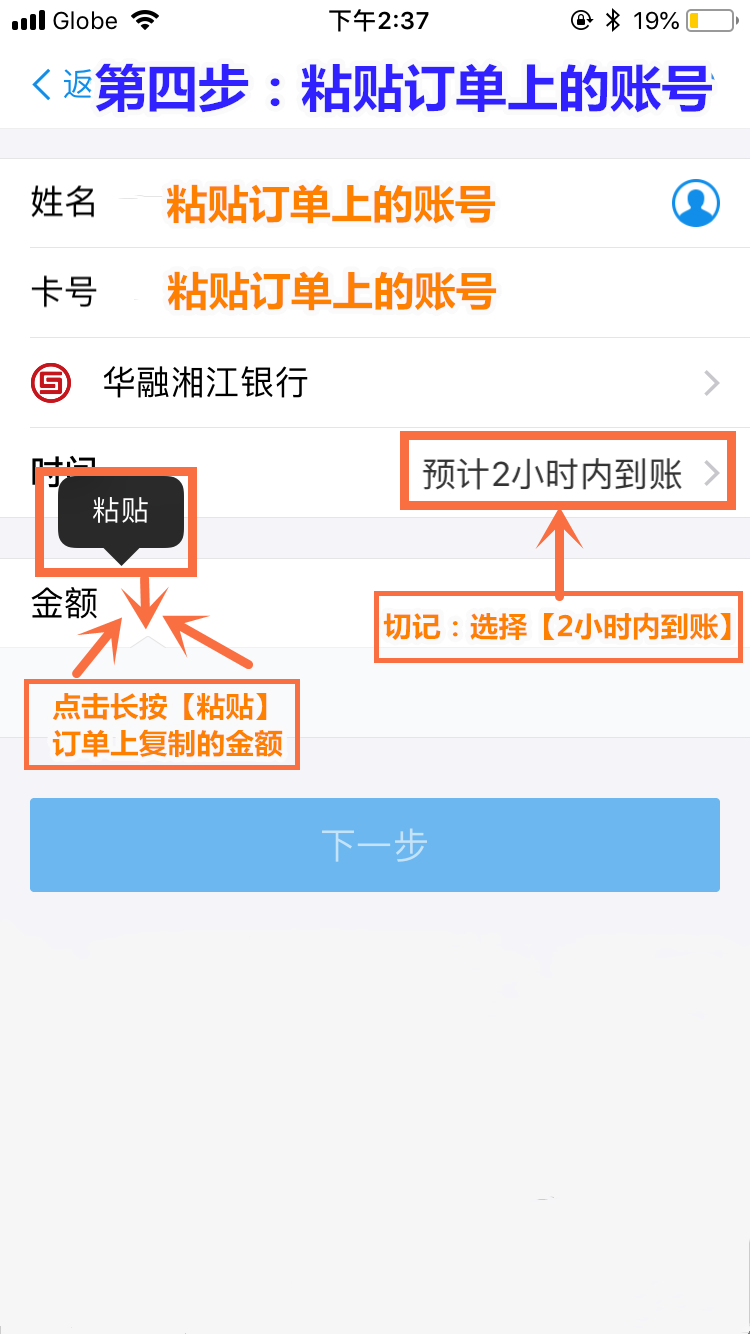 Globe 下午2:37 19%
返
第四步：粘贴订单上的账号
姓名 粘贴订单上的账号
卡号 粘贴订单上的账号
华融湘江银行
时间 预计2小时内到账
粘贴
金额
切记：选择【2小时内到账】
点击长按【粘贴】
订单上复制的金额
下一步